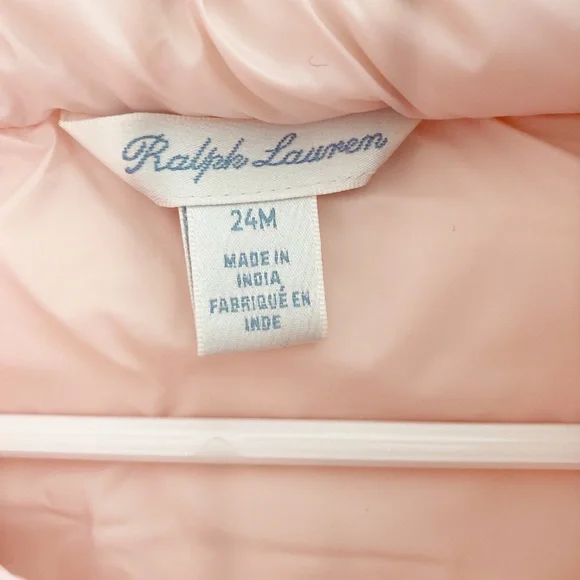 Ralph Lauren
24M
MADE IN
INDIA
FABRIQUÉ EN
INDE